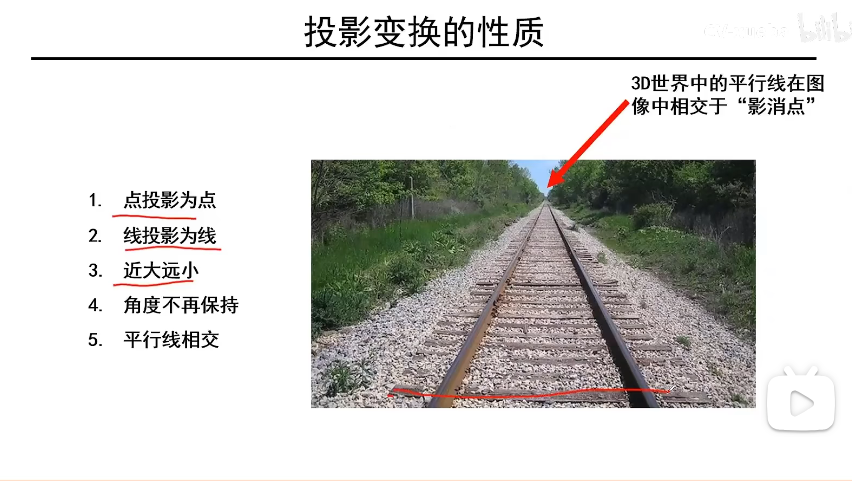 投影变换的性质
3D世界中的平行线在图
像中相交于“影消点”
1. 点投影为点
2. 线投影为线
3. 近大远小
4. 角度不再保持
5. 平行线相交